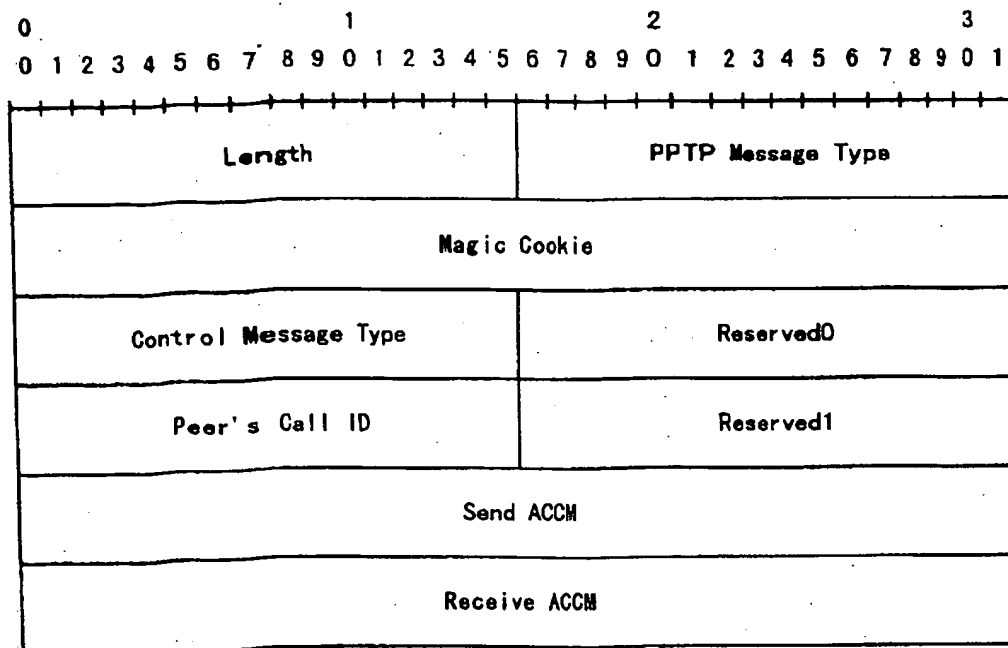 0 1 2 3
0 1 2 3 4 5 6 7 8 9 0 1 2 3 4 5 6 7 8 9 0 1 2 3 4 5 6 7 8 9 0 1
Length PPTP Message Type
Magic Cookie
Control Message Type Reserved0
Peer's Call ID Reserved1
Send ACCM
Receive ACCM